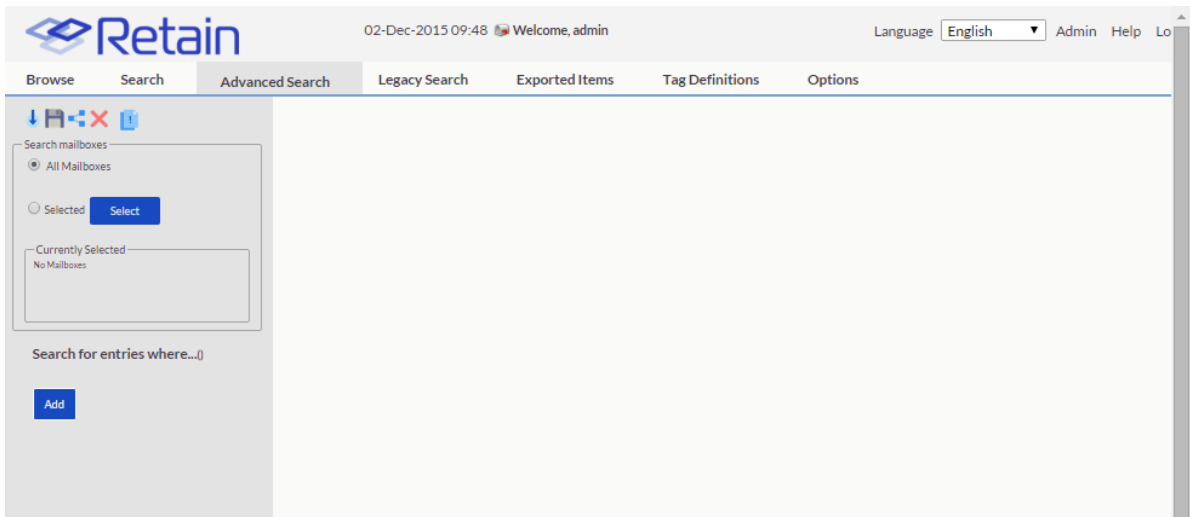 Retain
02-Dec-2015 09:48 Welcome, admin
Language English Admin Help Lo
Browse Search Advanced Search Legacy Search Exported Items Tag Definitions Options
Search mailboxes
All Mailboxes
Selected Select
Currently Selected
No Mailboxes
Search for entries where...()
Add